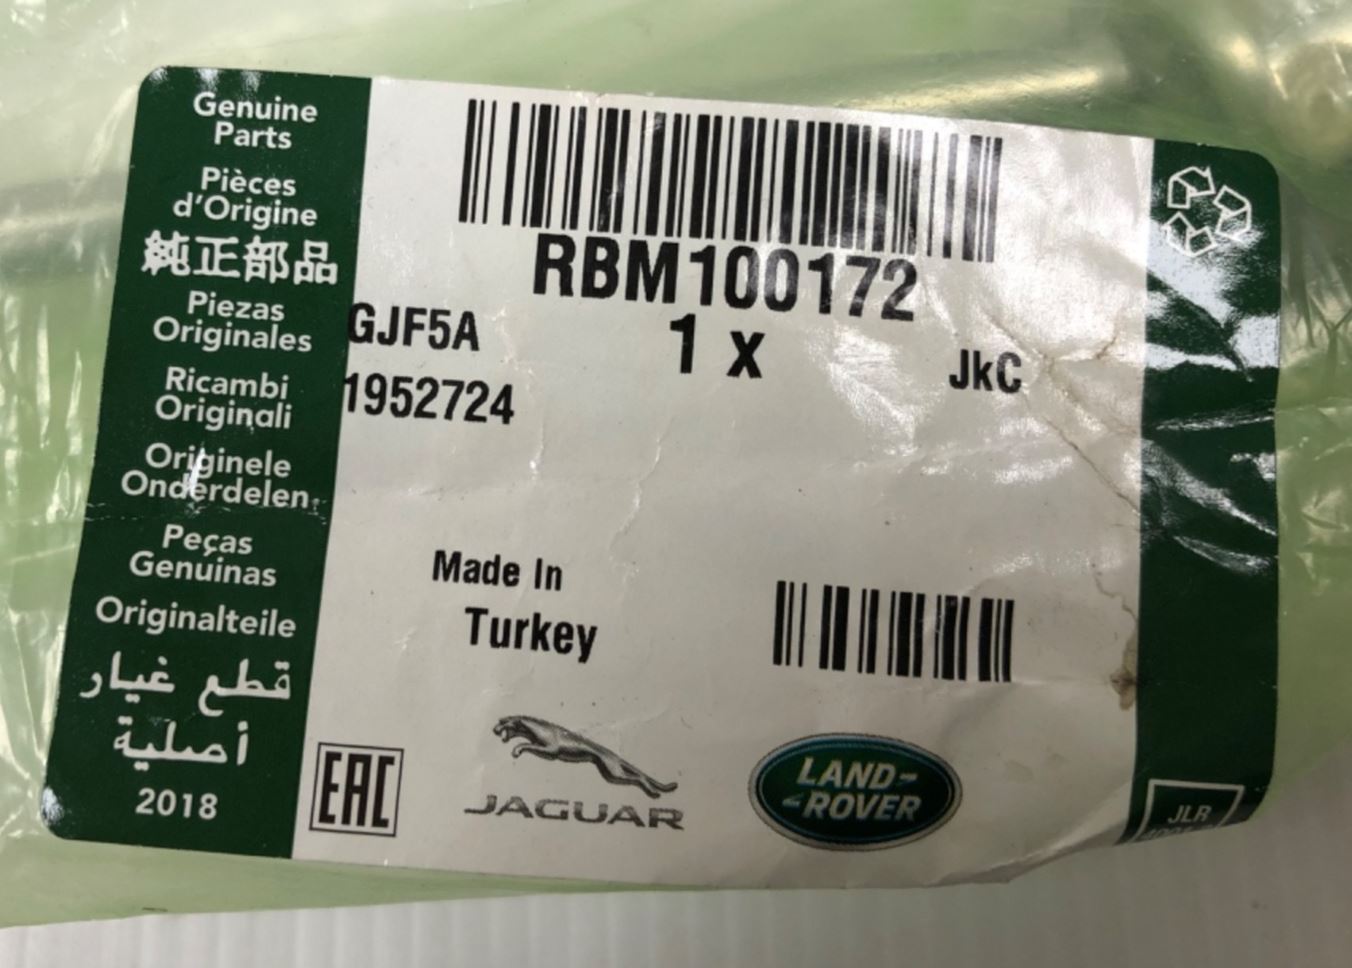 Genuine
Parts
Pièces
d'Origine
純正部品
Piezas
Originales
Ricambi
Originali
Originele
Onderdelen
Peças
Genuinas
Originalteile
قطع غيار
أصلية
2018
RBM100172
GJF5A
1 x
JkC
1952724
Made In
Turkey
EAC
JAGUAR
LAND-
-ROVER
JLR